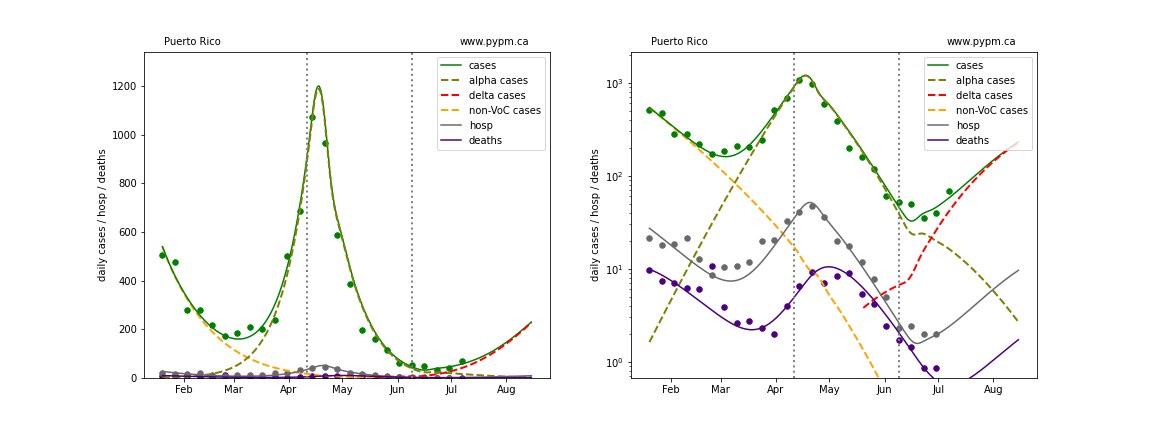 Puerto Rico
www.pypm.ca
daily cases / hosp / deaths
1200
1000
800
600
400
200
0
Feb
Mar
Apr
May
Jun
Jul
Aug
cases
alpha cases
delta cases
non-VoC cases
hosp
deaths
Puerto Rico
www.pypm.ca
daily cases / hosp / deaths
10³
10²
10¹
10⁰
Feb
Mar
Apr
May
Jun
Jul
Aug
cases
alpha cases
delta cases
non-VoC cases
hosp
deaths